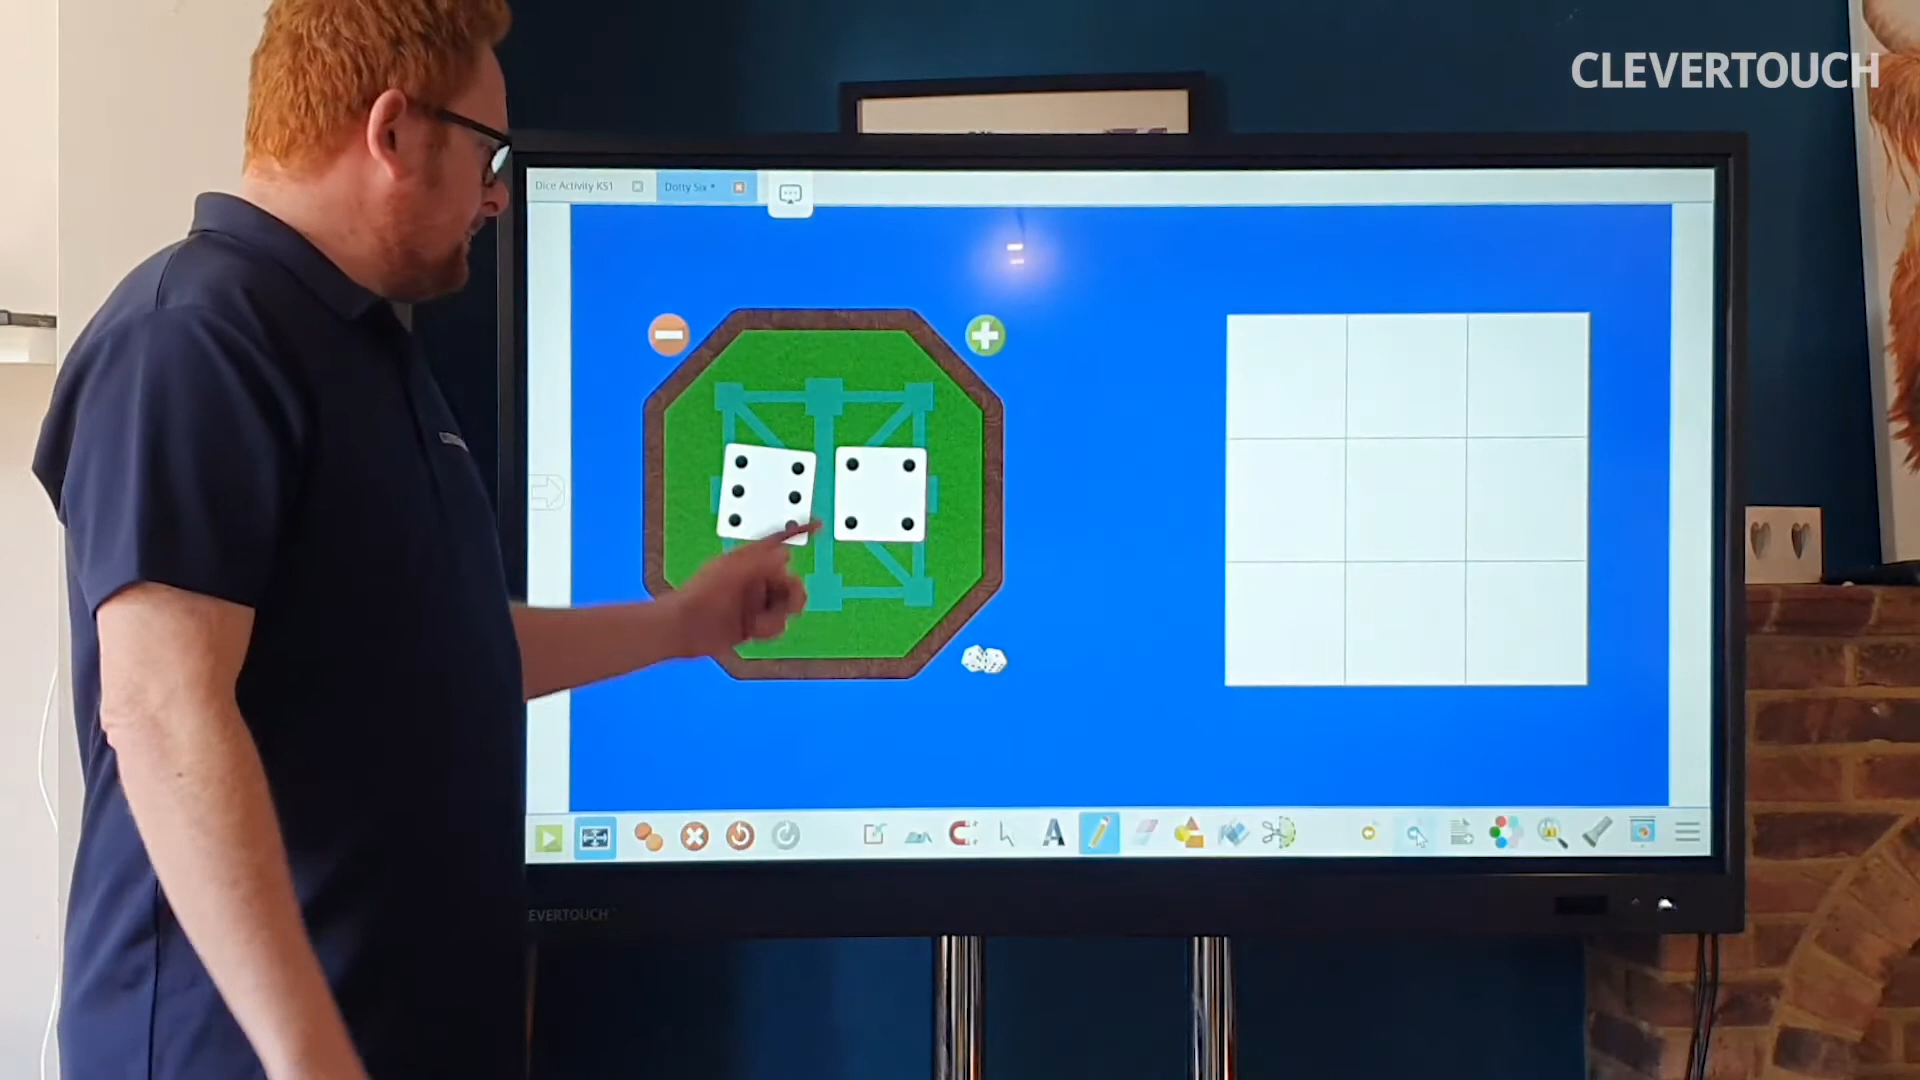 CLEVERTOUCH
Dice Activity KS1
Dotty Six *
A
EVERTOUCH